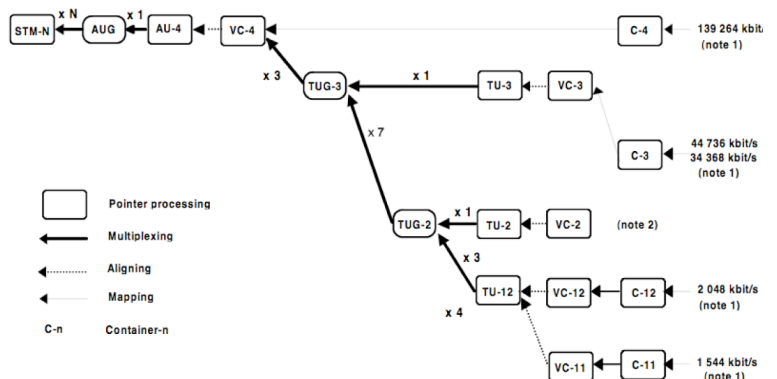 x N
x 1
STM-N
AUG
AU-4
VC-4
C-4
139 264 kbit/
(note 1)
x 3
x 1
TUG-3
TU-3
VC-3
x 7
44 736 kbit/s
34 368 kbit/s
(note 1)
C-3
Pointer processing
Multiplexing
Aligning
Mapping
C-n
Container-n
x 1
TUG-2
TU-2
VC-2
(note 2)
x 3
TU-12
VC-12
C-12
2 048 kbit/s
(note 1)
x 4
VC-11
C-11
1 544 kbit/s
(note 1)